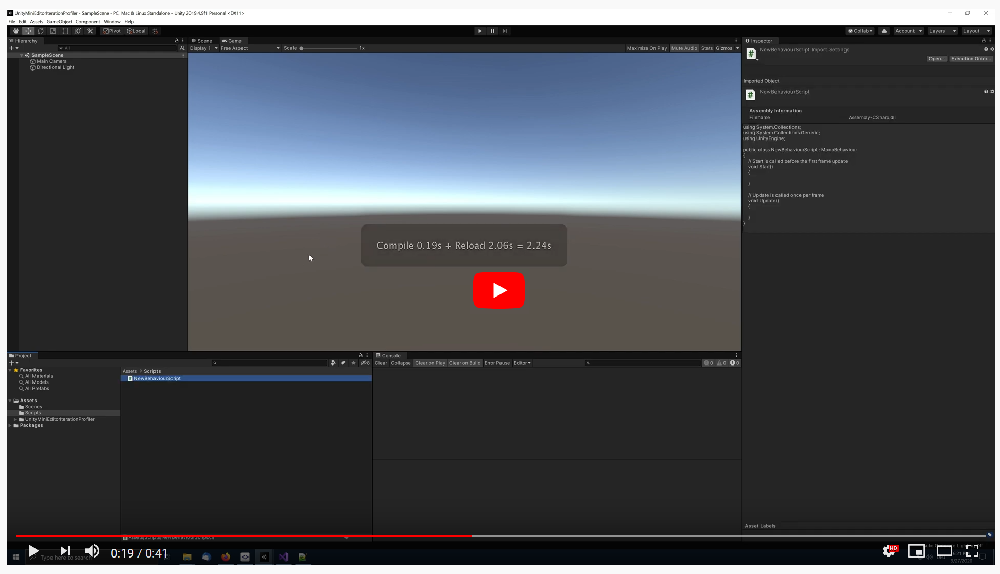 UnityMiniEditorIterationProfiler - SampleScene - PC, Mac & Linux Standalone - Unity 2019.4.9f1 Personal <DX11>
File Edit Assets GameObject Component Window Help
Pivot Local Collab Account Layers Layout
Hierarchy
SampleScene
Main Camera
Directional Light
Scene Game
Display 1 Free Aspect Scale 1x Maximise On Play Mute Audio Stats Gizmos
Compile 0.19s + Reload 2.06s = 2.24s
Inspector
NewBehaviourScript Import Settings
Open...
Imported Object
NewBehaviourScript
Assembly Information
Filename Assembly-CSharp.dll
using System.Collections;
using System.Collections.Generic;
using UnityEngine;
public class NewBehaviourScript : MonoBehaviour
{
// Start is called before the first frame update
void Start()
{
}
// Update is called once per frame
void Update()
{
}
}
Asset Labels
Project
Favorites
All Materials
All Models
All Prefabs
Assets
Scenes
Scripts
UnityMiniEditorIterationProfiler
Packages
Assets Scripts
NewBehaviourScript
Console
Clear Collapse Clear on Play Clear on Build Error Pause Editor
0 0 0
Type here to search
0:19 / 0:41
HD